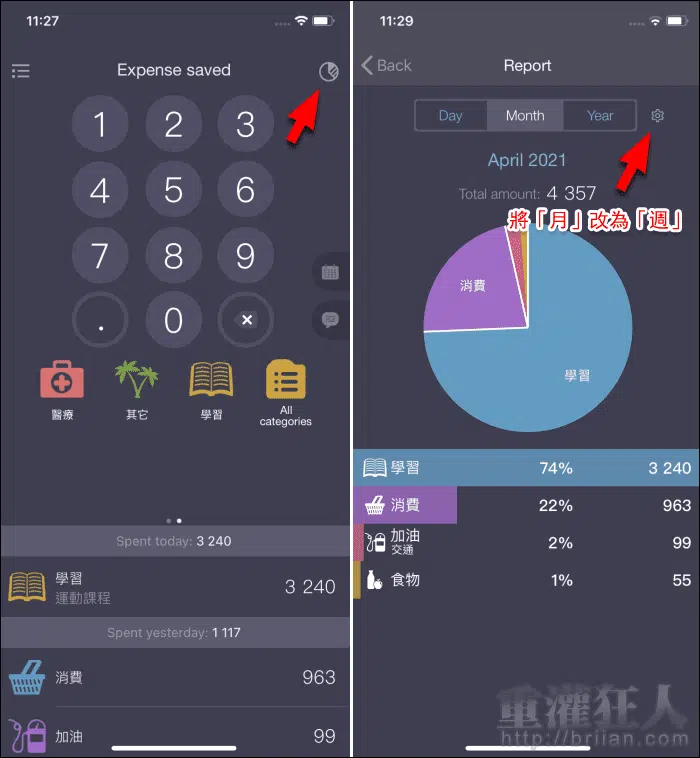 11:27
Expense saved
1 2 3
4 5 6
7 8 9
. 0
醫療
其它
學習
All
categories
Spent today: 3 240
學習
運動課程
3 240
Spent yesterday: 1 117
消費
963
加油
99
11:29
Back
Report
Day Month Year
April 2021
Total amount: 4 357
將「月」改為「週」
消費
學習
學習 74% 3 240
消費 22% 963
加油
交通
2% 99
食物 1% 55
重灌狂人
http://briian.com